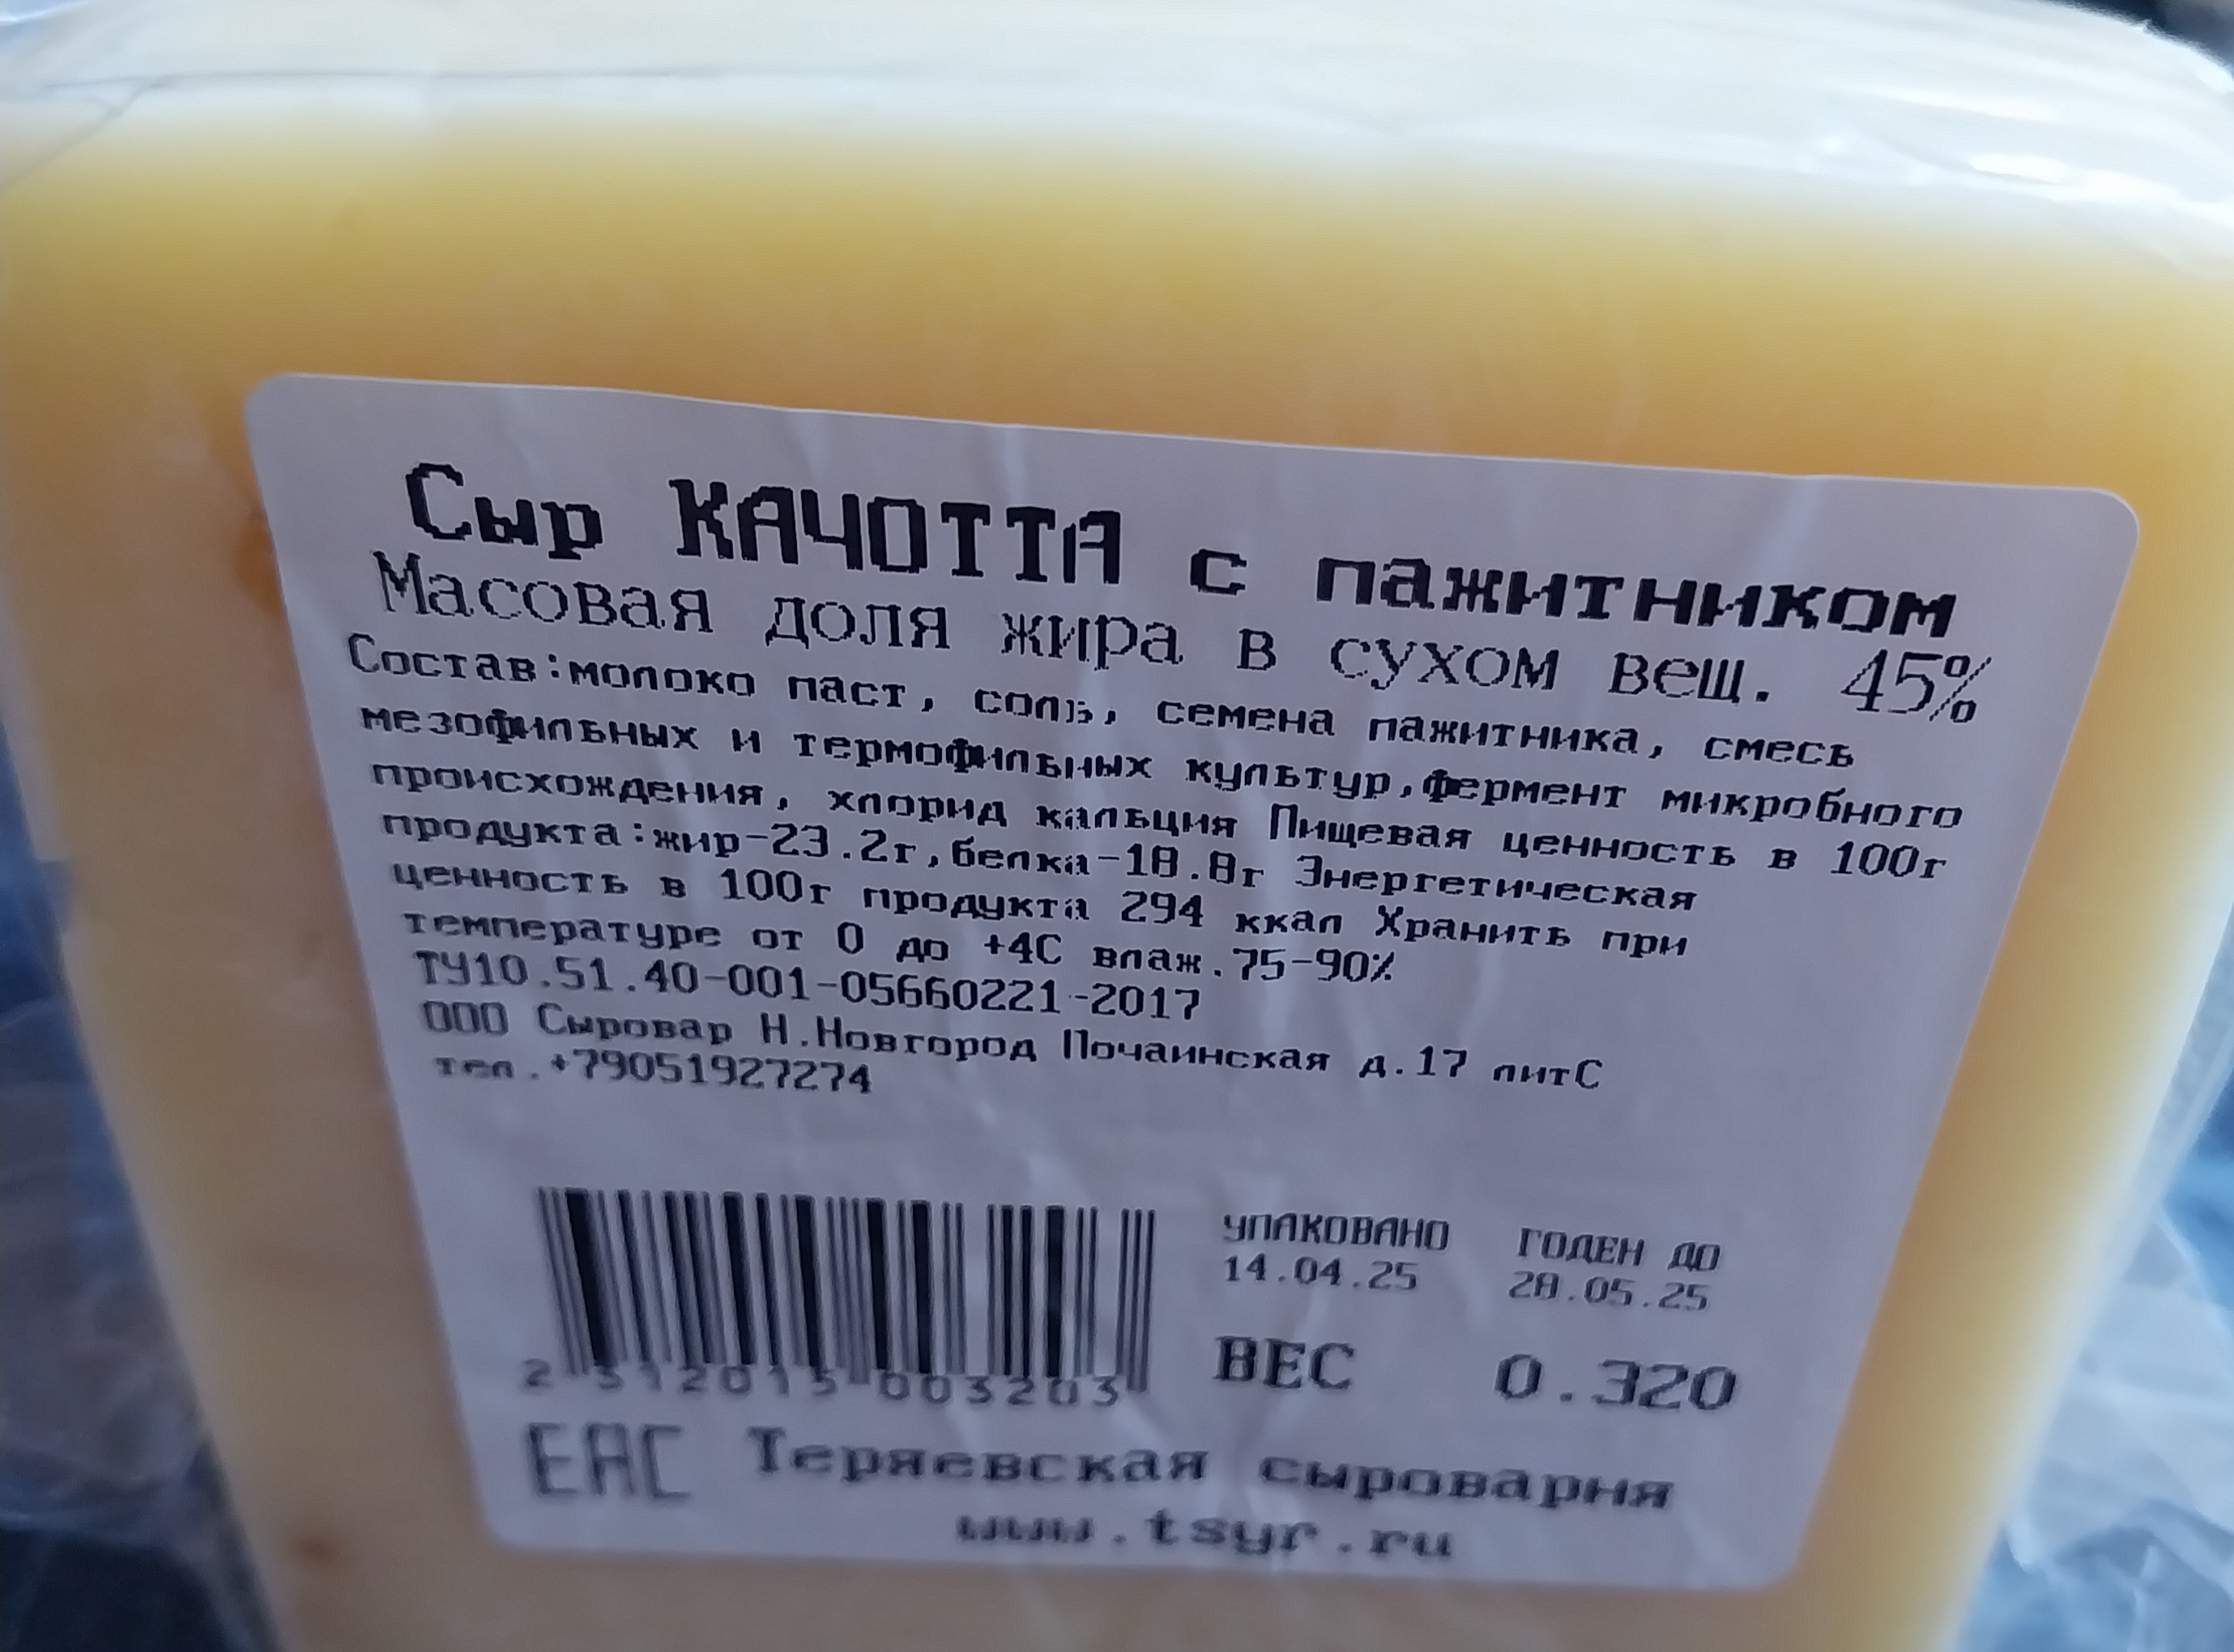 Сыр КАЧОТТА с пажитником
Масовая доля жира в сухом вещ. 45%
Состав:молоко паст, соль, семена пажитника, смесь
мезофильных и термофильных культур,фермент микробного
происхождения, хлорид кальция Пищевая ценность в 100г
продукта:жир-23.2г,белка-18.8г Энергетическая
ценность в 100г продукта 294 ккал Хранить при
температуре от 0 до +4С влаж.75-90%
ТУ10.51.40-001-05660221-2017
ООО Сыровар Н.Новгород Почаинская д.17 литС
тел.+79051927274
УПАКОВАНО ГОДЕН ДО
14.04.25 28.05.25
ВЕС 0.320
2 312015 003203
ЕАС Теряевская сыроварня
www.tsyr.ru